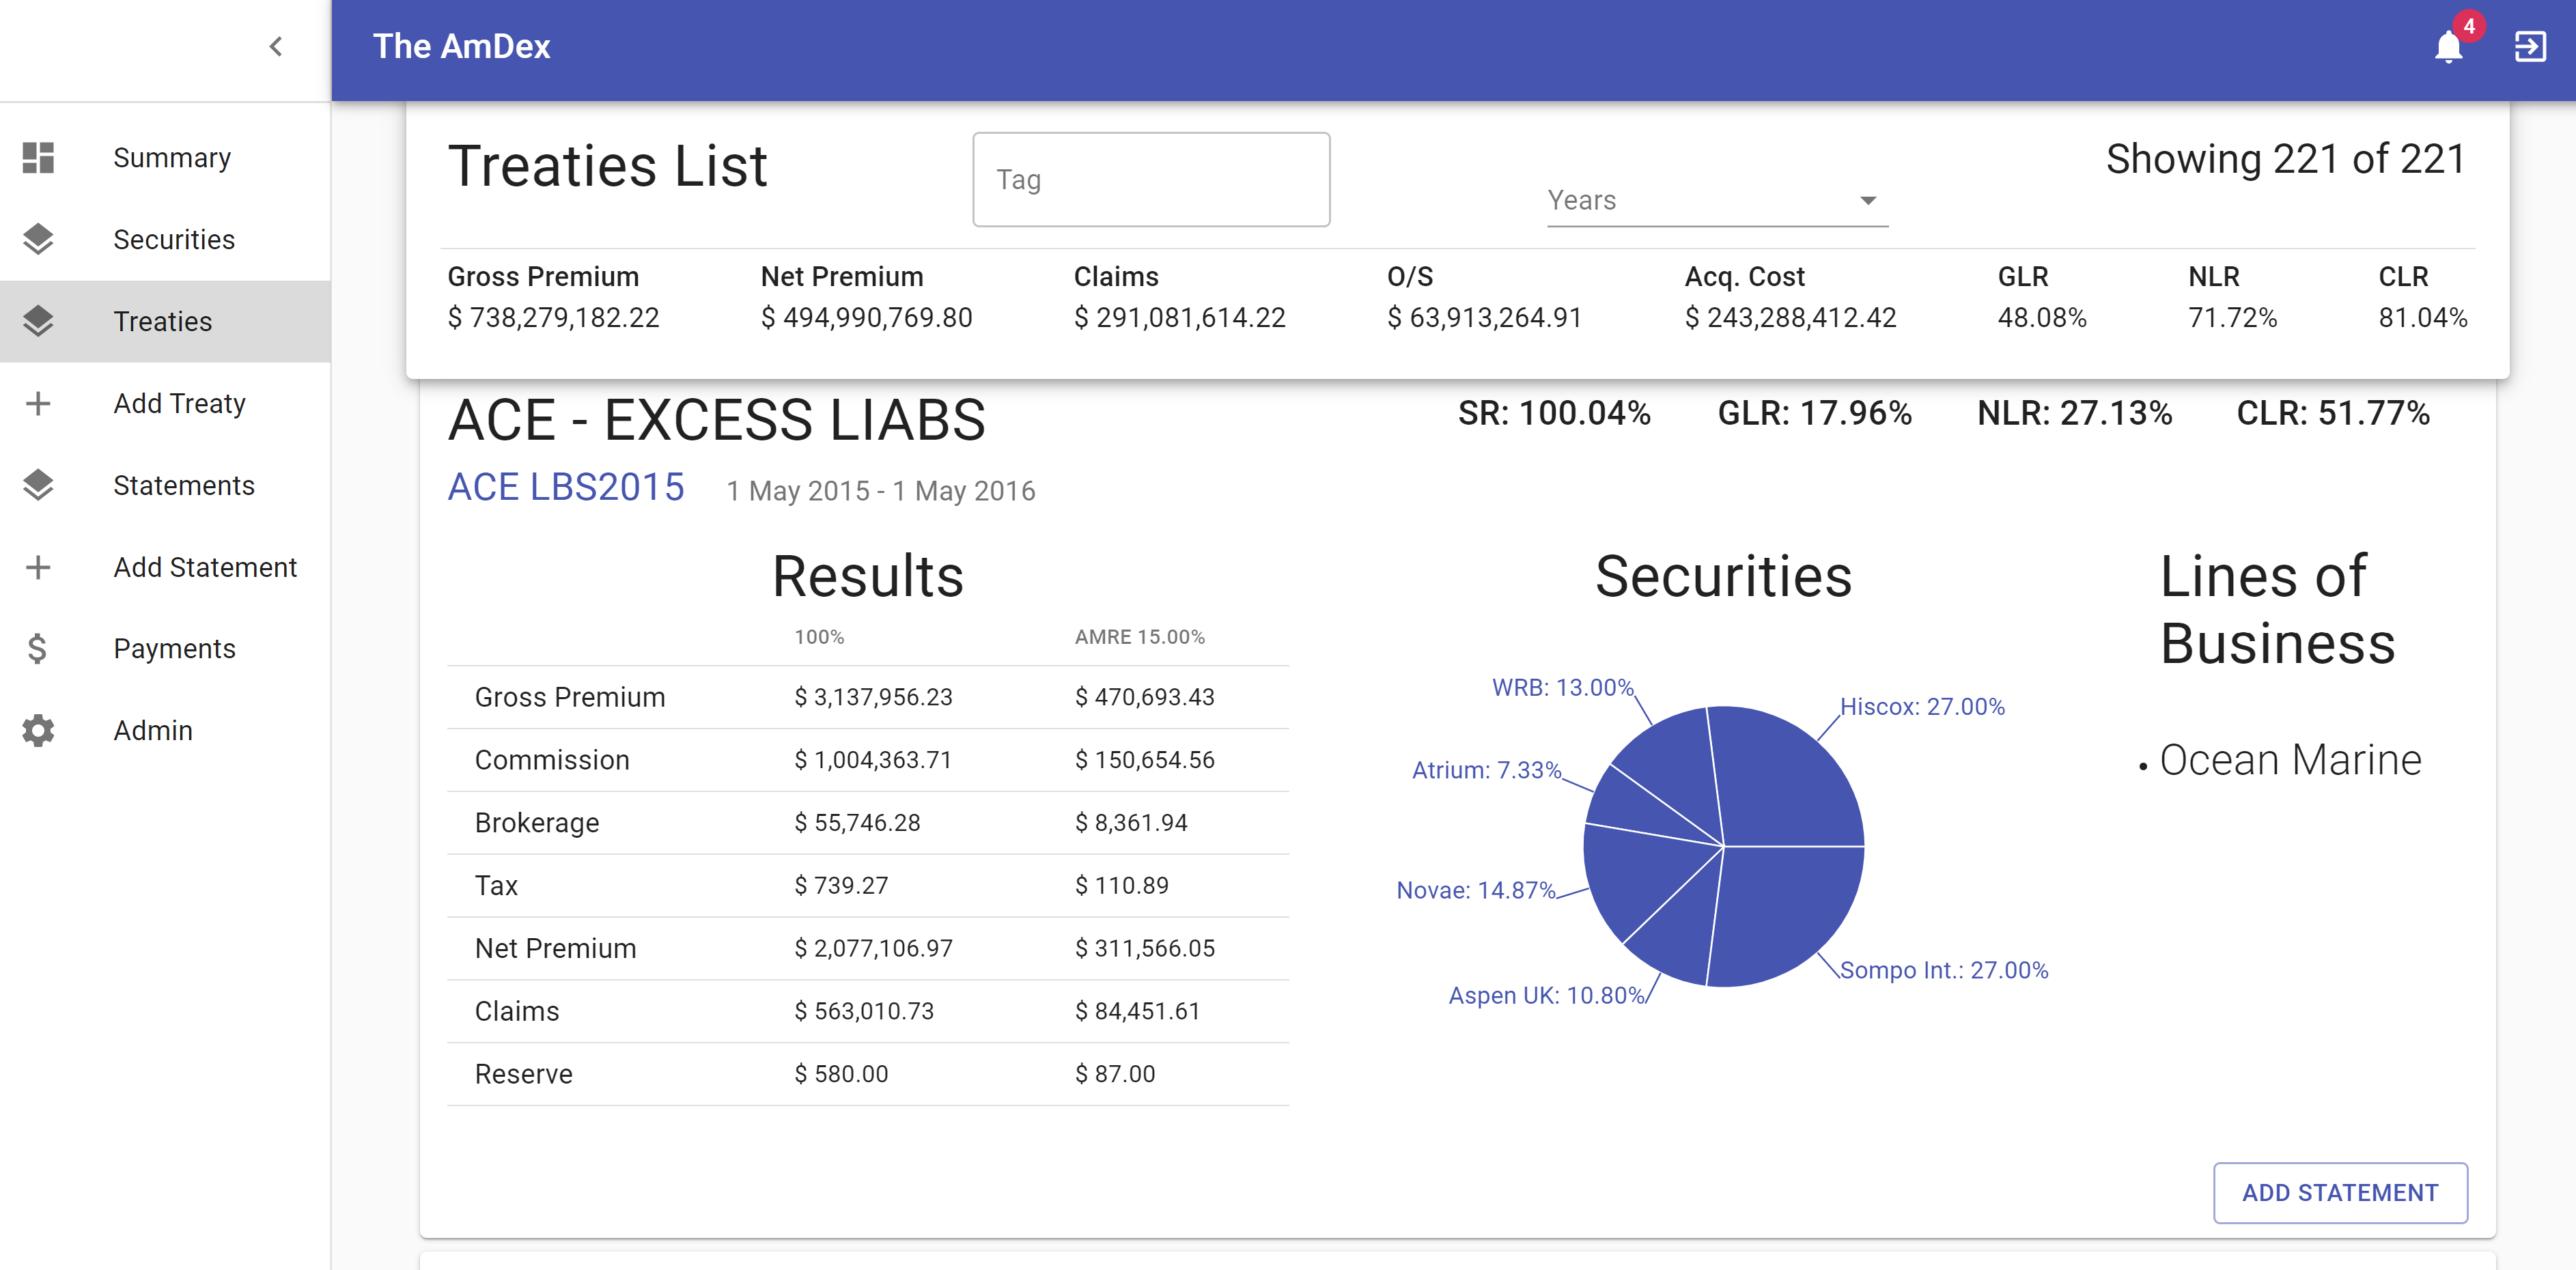 The AmDex
4
Summary
Securities
Treaties
Add Treaty
Statements
Add Statement
Payments
Admin
Treaties List
Tag
Years
Showing 221 of 221
Gross Premium Net Premium Claims O/S Acq. Cost GLR NLR CLR
$ 738,279,182.22 $ 494,990,769.80 $ 291,081,614.22 $ 63,913,264.91 $ 243,288,412.42 48.08% 71.72% 81.04%
ACE - EXCESS LIABS
SR: 100.04% GLR: 17.96% NLR: 27.13% CLR: 51.77%
ACE LBS2015 1 May 2015 - 1 May 2016
Results
100% AMRE 15.00%
Gross Premium $ 3,137,956.23 $ 470,693.43
Commission $ 1,004,363.71 $ 150,654.56
Brokerage $ 55,746.28 $ 8,361.94
Tax $ 739.27 $ 110.89
Net Premium $ 2,077,106.97 $ 311,566.05
Claims $ 563,010.73 $ 84,451.61
Reserve $ 580.00 $ 87.00
Securities
WRB: 13.00%
Hiscox: 27.00%
Atrium: 7.33%
Novae: 14.87%
Sompo Int.: 27.00%
Aspen UK: 10.80%
Lines of
Business
• Ocean Marine
ADD STATEMENT